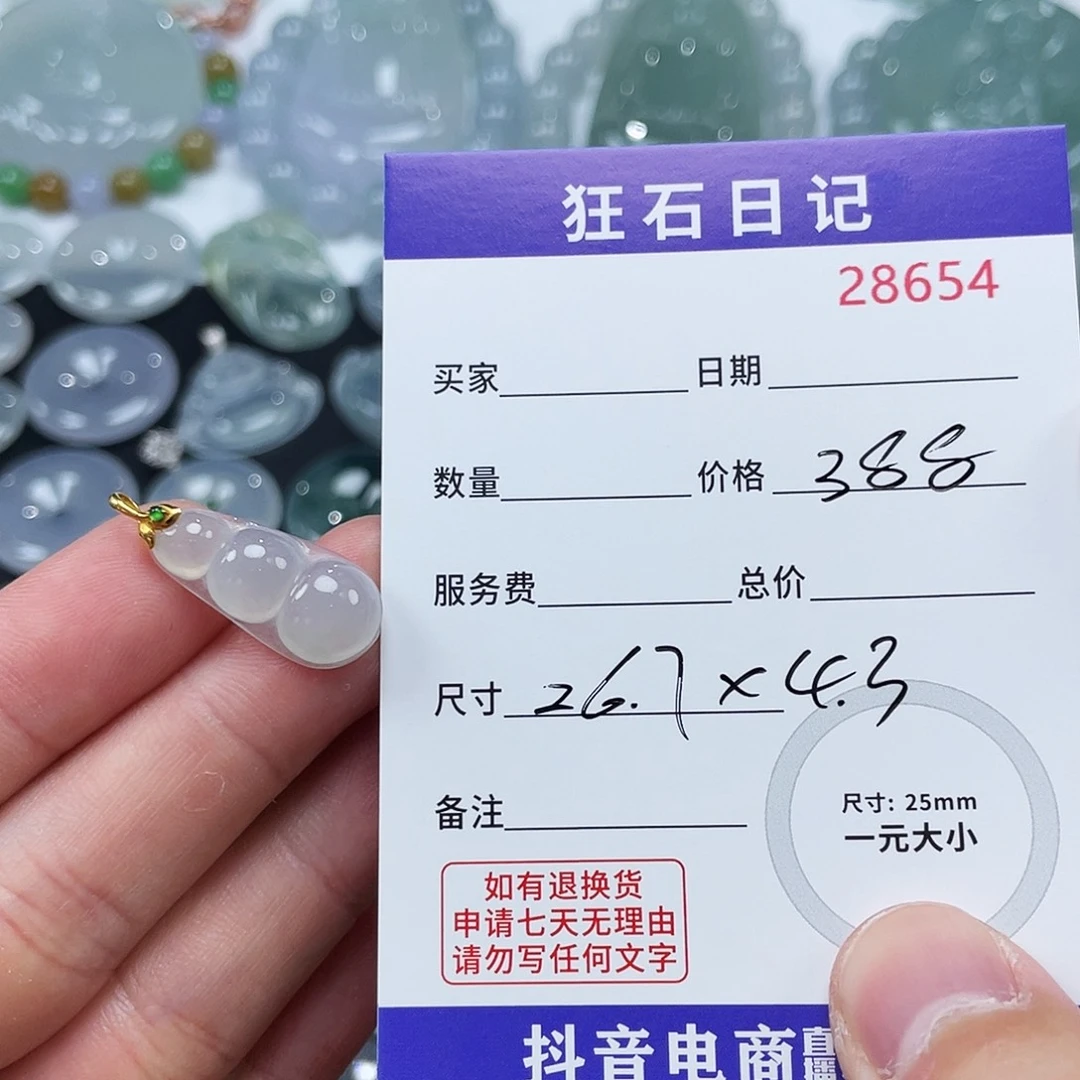 狂石日记
28654
买家 日期
数量 价格 388
服务费 总价
尺寸 26.7×4.3
尺寸: 25mm
一元大小
备注
如有退换货
申请七天无理由
请勿写任何文字
抖音电商直播